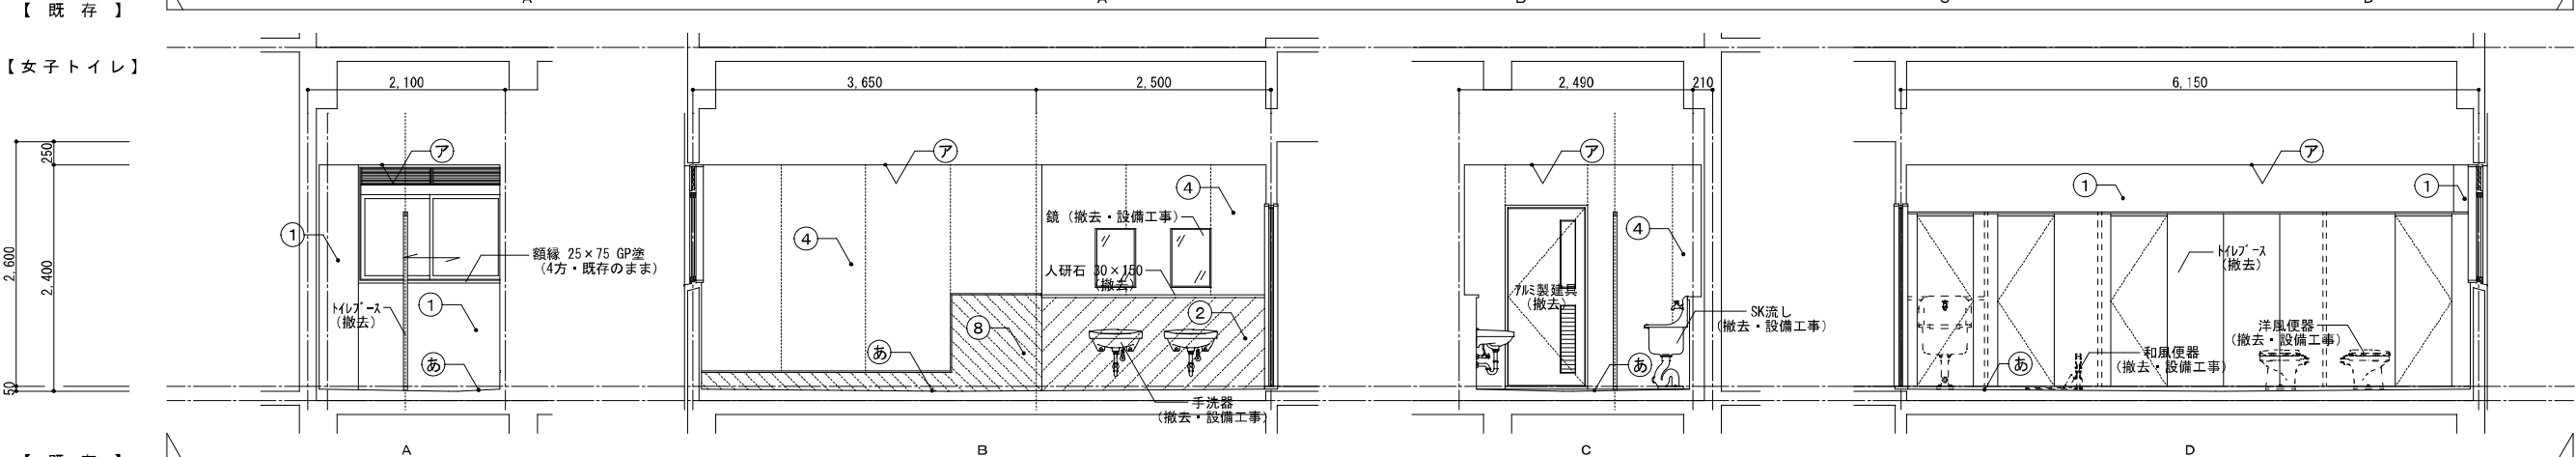 【 既 存 】
【 女 子 ト イ レ 】
2,100
3,650
2,500
2,490
210
6,150
250
2,600
2,400
50
ア
ア
ア
ア
①
①
④
④
④
①
①
鏡（撤去・設備工事）
額縁 25×75 GP塗
（4方・既存のまま）
人研石 30×150
（撤去）
トイレブース
（撤去）
①
⑧
②
アルミ製建具
（撤去）
SK流し
（撤去・設備工事）
トイレブース
（撤去）
洋風便器
（撤去・設備工事）
和風便器
（撤去・設備工事）
あ
あ
あ
あ
手洗器
（撤去・設備工事）
A
B
C
D